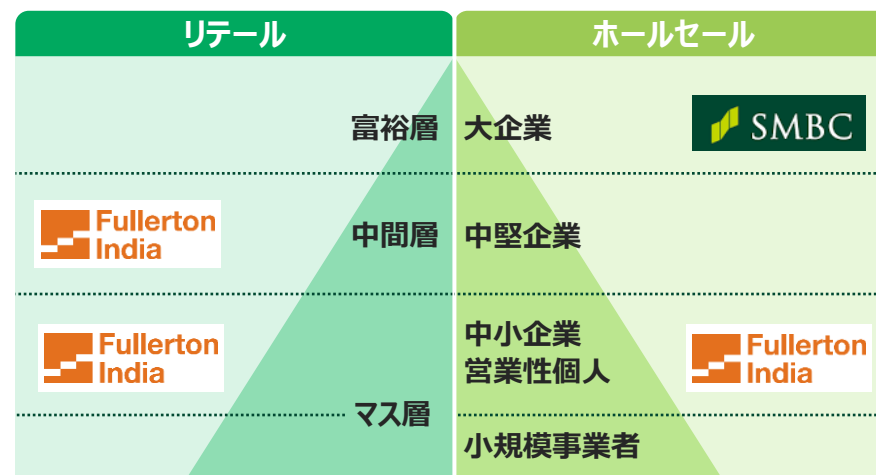 リテール
ホールセール
富裕層
大企業
SMBC
Fullerton
India
中間層
中堅企業
Fullerton
India
中小企業
営業性個人
Fullerton
India
マス層
小規模事業者